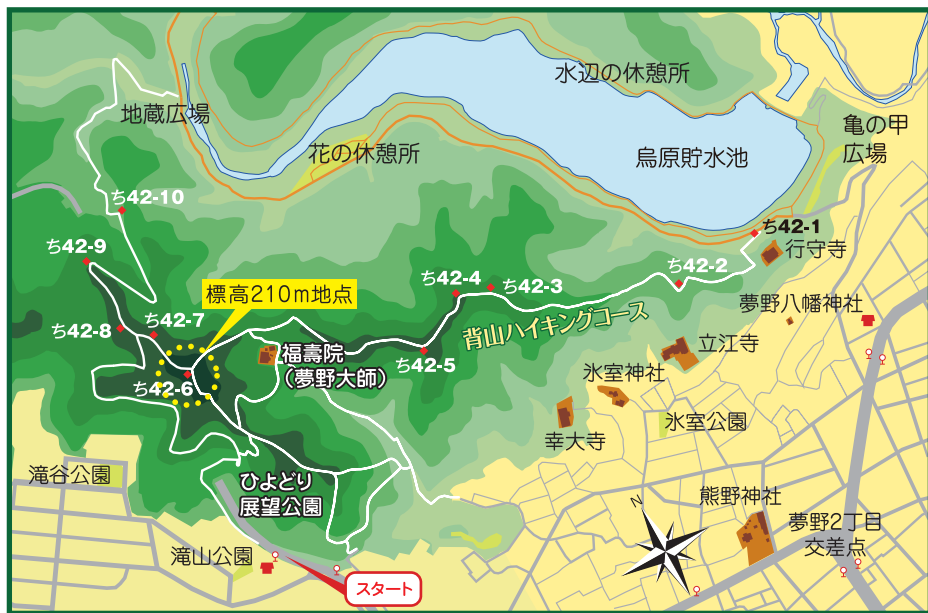 水辺の休憩所
地蔵広場
花の休憩所
烏原貯水池
亀の甲
広場
ち42-10
ち42-1
ち42-9
行守寺
ち42-4
ち42-3
ち42-2
標高210m地点
夢野八幡神社
ち42-8
ち42-7
背山ハイキングコース
立江寺
ち42-5
福壽院
（夢野大師）
ち42-6
氷室神社
氷室公園
幸大寺
滝谷公園
ひよどり
展望公園
熊野神社
N
夢野2丁目
交差点
滝山公園
スタート